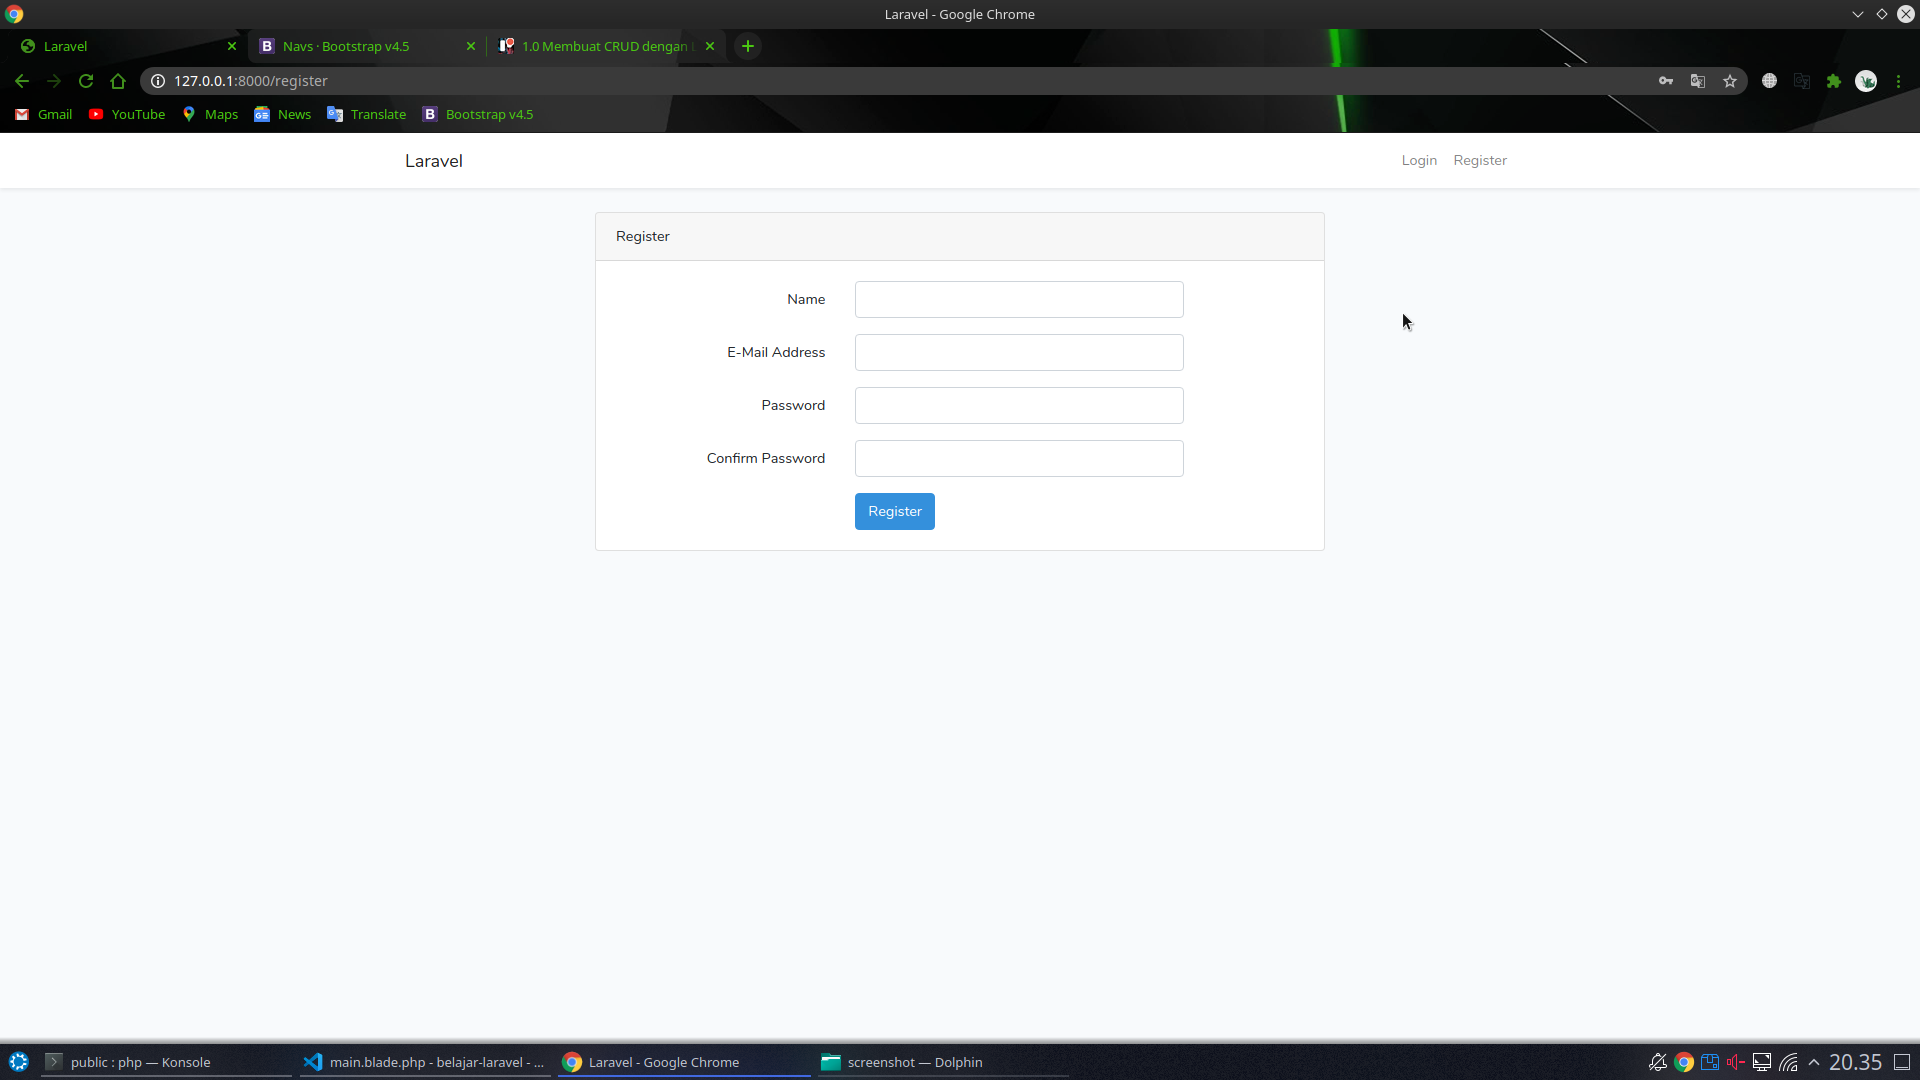 Laravel - Google Chrome
Laravel
Navs · Bootstrap v4.5
1.0 Membuat CRUD dengan
127.0.0.1:8000/register
Gmail
YouTube
Maps
News
Translate
Bootstrap v4.5
Laravel
Login
Register
Register
Name
E-Mail Address
Password
Confirm Password
Register
public : php — Konsole
main.blade.php - belajar-laravel - ...
Laravel - Google Chrome
screenshot — Dolphin
20.35